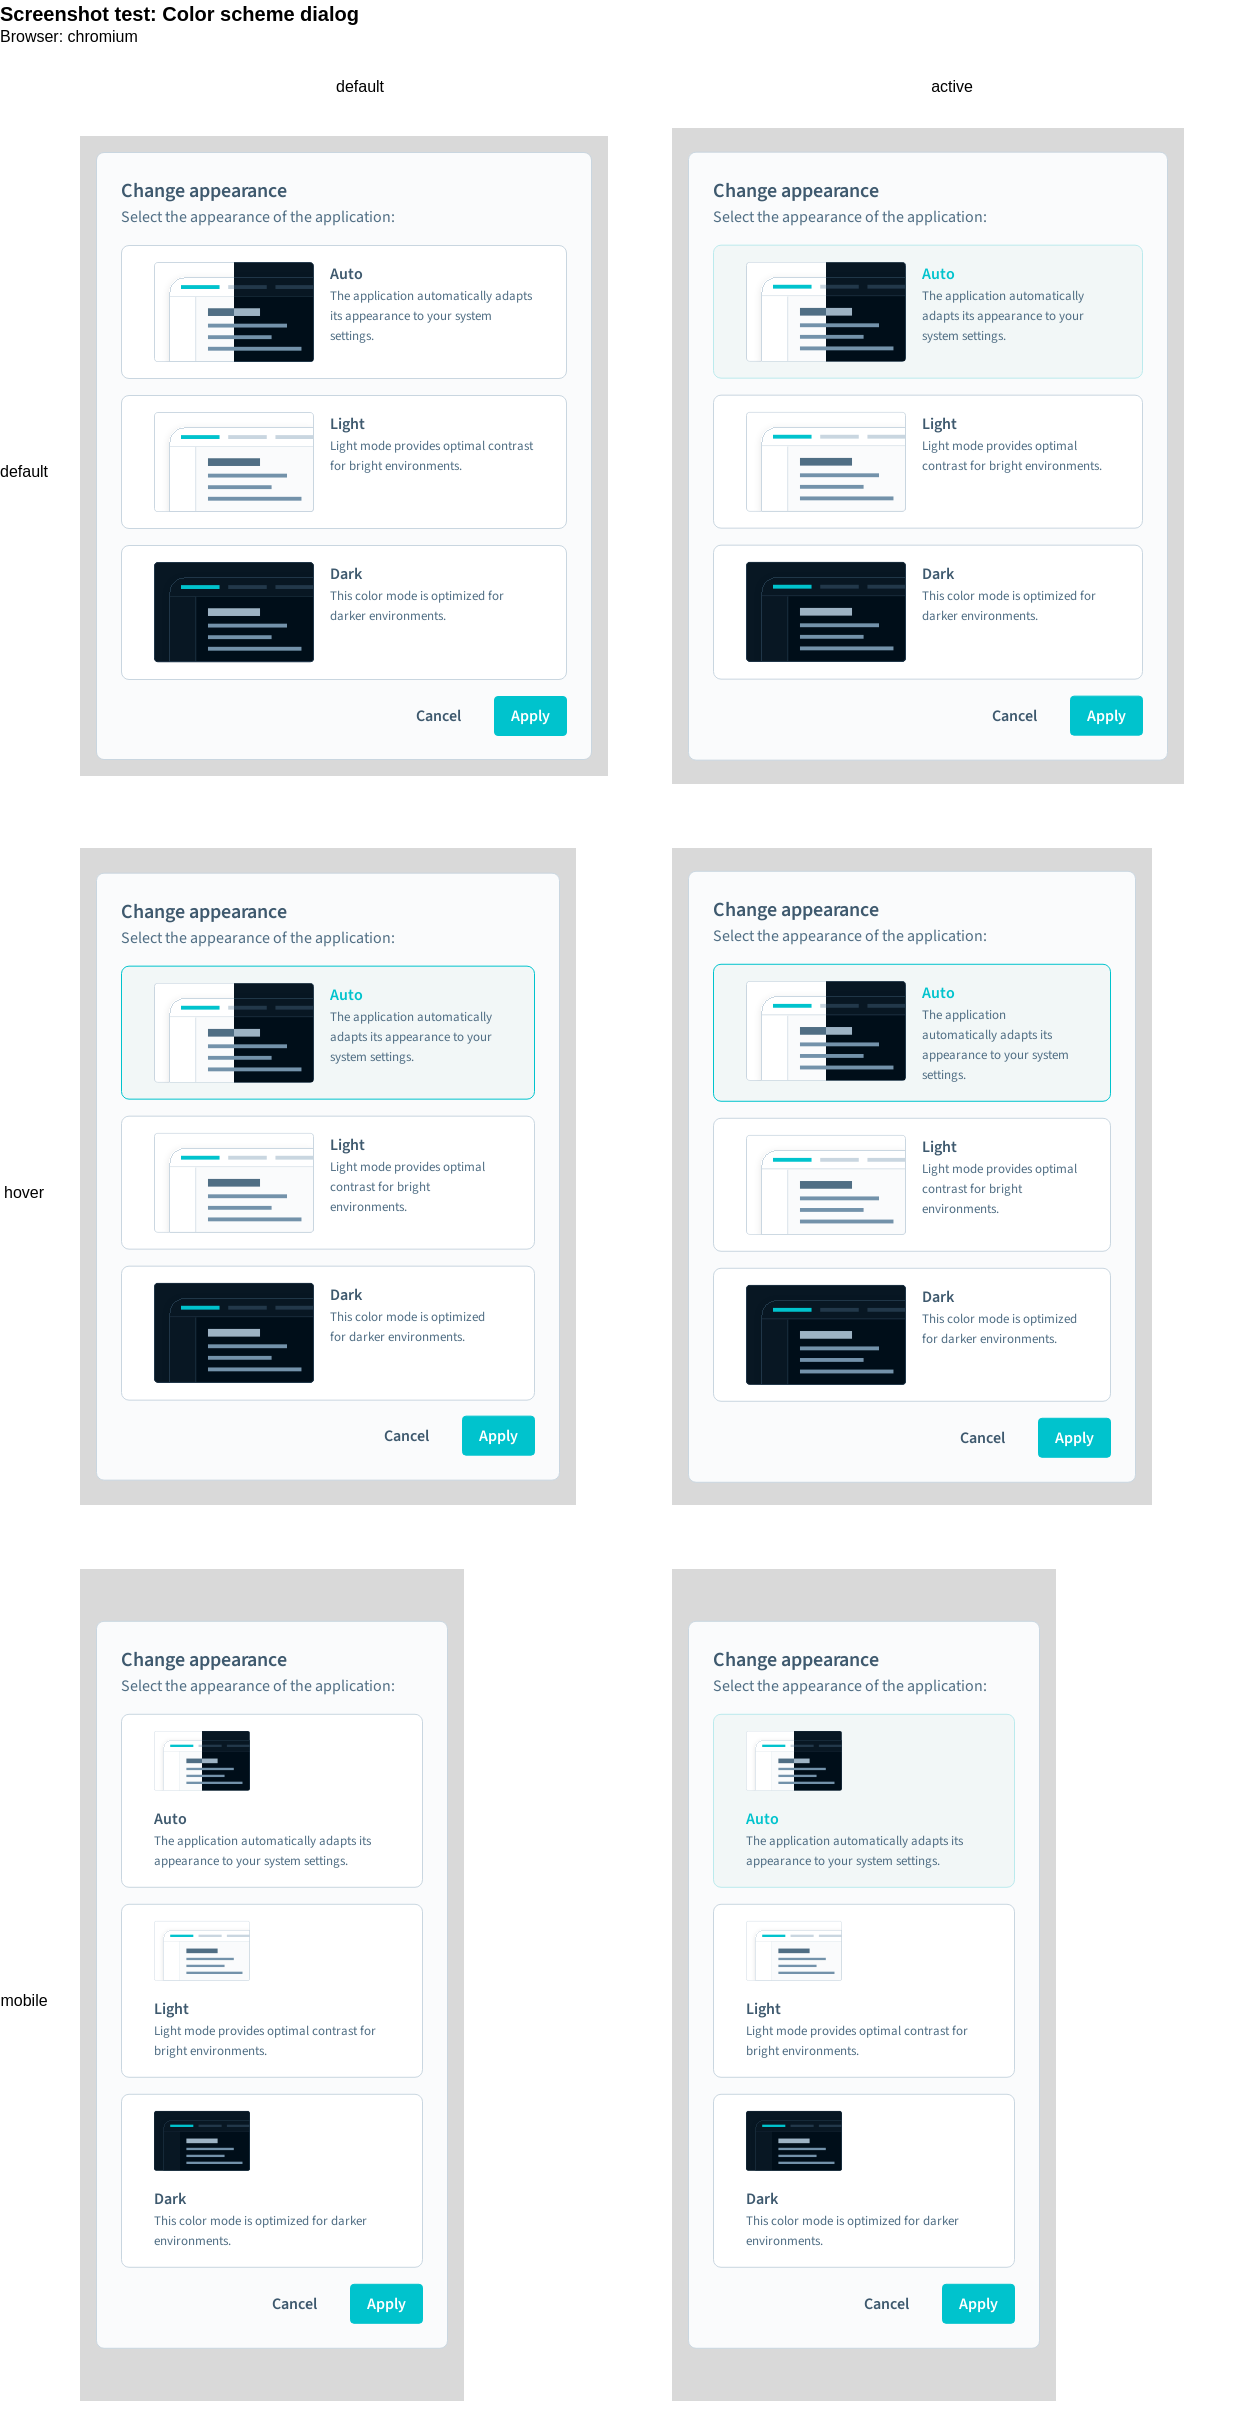 Screenshot test: Color scheme dialog
Browser: chromium
default
active
default
Change appearance
Select the appearance of the application:
Auto
The application automatically adapts
its appearance to your system
settings.
Light
Light mode provides optimal contrast
for bright environments.
Dark
This color mode is optimized for
darker environments.
Cancel
Apply
Change appearance
Select the appearance of the application:
Auto
The application automatically
adapts its appearance to your
system settings.
Light
Light mode provides optimal
contrast for bright environments.
Dark
This color mode is optimized for
darker environments.
Cancel
Apply
hover
Change appearance
Select the appearance of the application:
Auto
The application automatically
adapts its appearance to your
system settings.
Light
Light mode provides optimal
contrast for bright
environments.
Dark
This color mode is optimized
for darker environments.
Cancel
Apply
Change appearance
Select the appearance of the application:
Auto
The application
automatically adapts its
appearance to your system
settings.
Light
Light mode provides optimal
contrast for bright
environments.
Dark
This color mode is optimized
for darker environments.
Cancel
Apply
mobile
Change appearance
Select the appearance of the application:
Auto
The application automatically adapts its
appearance to your system settings.
Light
Light mode provides optimal contrast for
bright environments.
Dark
This color mode is optimized for darker
environments.
Cancel
Apply
Change appearance
Select the appearance of the application:
Auto
The application automatically adapts its
appearance to your system settings.
Light
Light mode provides optimal contrast for
bright environments.
Dark
This color mode is optimized for darker
environments.
Cancel
Apply